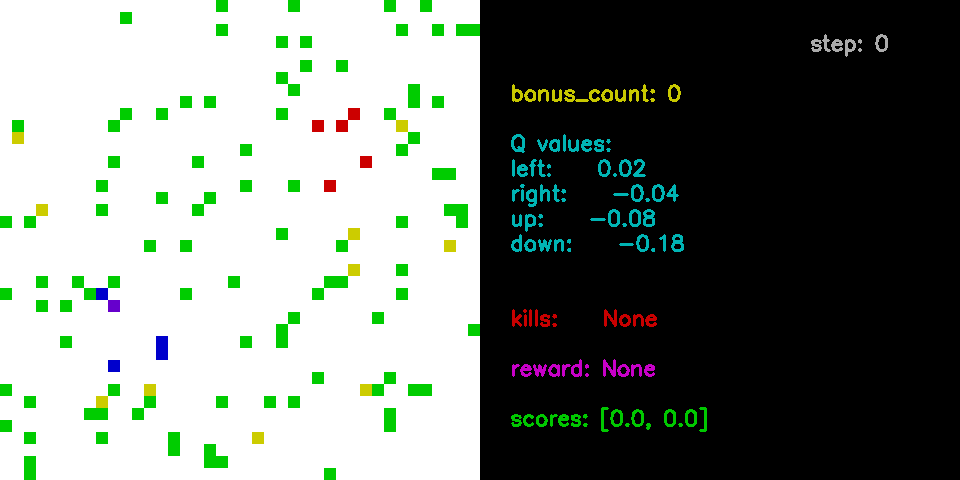 step: 0
bonus_count: 0
Q values:
left: 0.02
right: -0.04
up: -0.08
down: -0.18
kills: None
reward: None
scores: [0.0, 0.0]